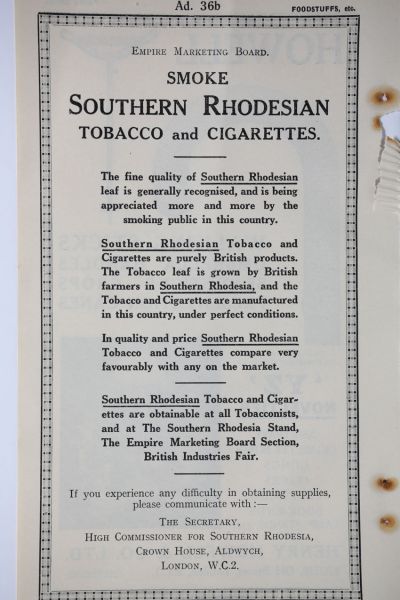 Ad. 36b
FOODSTUFFS, etc.
EMPIRE MARKETING BOARD.
SMOKE
SOUTHERN RHODESIAN
TOBACCO and CIGARETTES.
The fine quality of Southern Rhodesian
leaf is generally recognised, and is being
appreciated more and more by the
smoking public in this country.
Southern Rhodesian Tobacco and
Cigarettes are purely British products.
The Tobacco leaf is grown by British
farmers in Southern Rhodesia, and the
Tobacco and Cigarettes are manufactured
in this country, under perfect conditions.
In quality and price Southern Rhodesian
Tobacco and Cigarettes compare very
favourably with any on the market.
Southern Rhodesian Tobacco and Cigar-
ettes are obtainable at all Tobacconists,
and at The Southern Rhodesia Stand,
The Empire Marketing Board Section,
British Industries Fair.
If you experience any difficulty in obtaining supplies,
please communicate with :—
THE SECRETARY,
HIGH COMMISSIONER FOR SOUTHERN RHODESIA,
CROWN HOUSE, ALDWYCH,
LONDON, W.C.2.